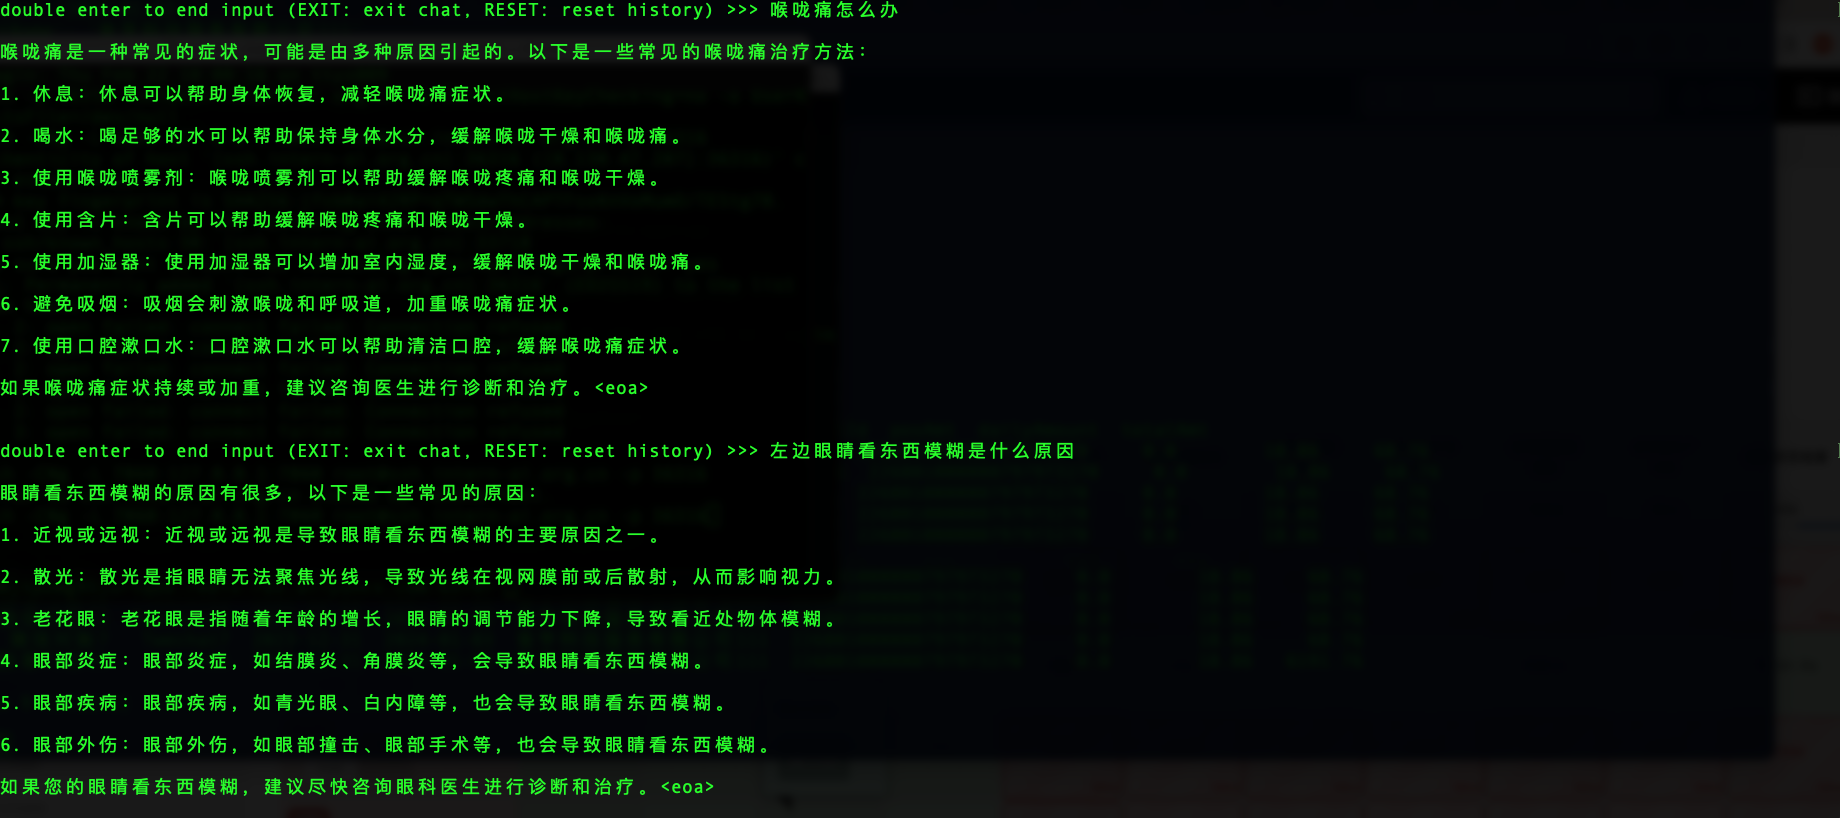 double enter to end input (EXIT: exit chat, RESET: reset history) >>> 喉咙痛怎么办
喉咙痛是一种常见的症状，可能是由多种原因引起的。以下是一些常见的喉咙痛治疗方法：
1. 休息：休息可以帮助身体恢复，减轻喉咙痛症状。
2. 喝水：喝足够的水可以帮助保持身体水分，缓解喉咙干燥和喉咙痛。
3. 使用喉咙喷雾剂：喉咙喷雾剂可以帮助缓解喉咙疼痛和喉咙干燥。
4. 使用含片：含片可以帮助缓解喉咙疼痛和喉咙干燥。
5. 使用加湿器：使用加湿器可以增加室内湿度，缓解喉咙干燥和喉咙痛。
6. 避免吸烟：吸烟会刺激喉咙和呼吸道，加重喉咙痛症状。
7. 使用口腔漱口水：口腔漱口水可以帮助清洁口腔，缓解喉咙痛症状。
如果喉咙痛症状持续或加重，建议咨询医生进行诊断和治疗。<eoa>
double enter to end input (EXIT: exit chat, RESET: reset history) >>> 左边眼睛看东西模糊是什么原因
眼睛看东西模糊的原因有很多，以下是一些常见的原因：
1. 近视或远视：近视或远视是导致眼睛看东西模糊的主要原因之一。
2. 散光：散光是指眼睛无法聚焦光线，导致光线在视网膜前或后散射，从而影响视力。
3. 老花眼：老花眼是指随着年龄的增长，眼睛的调节能力下降，导致看近处物体模糊。
4. 眼部炎症：眼部炎症，如结膜炎、角膜炎等，会导致眼睛看东西模糊。
5. 眼部疾病：眼部疾病，如青光眼、白内障等，也会导致眼睛看东西模糊。
6. 眼部外伤：眼部外伤，如眼部撞击、眼部手术等，也会导致眼睛看东西模糊。
如果您的眼睛看东西模糊，建议尽快咨询眼科医生进行诊断和治疗。<eoa>